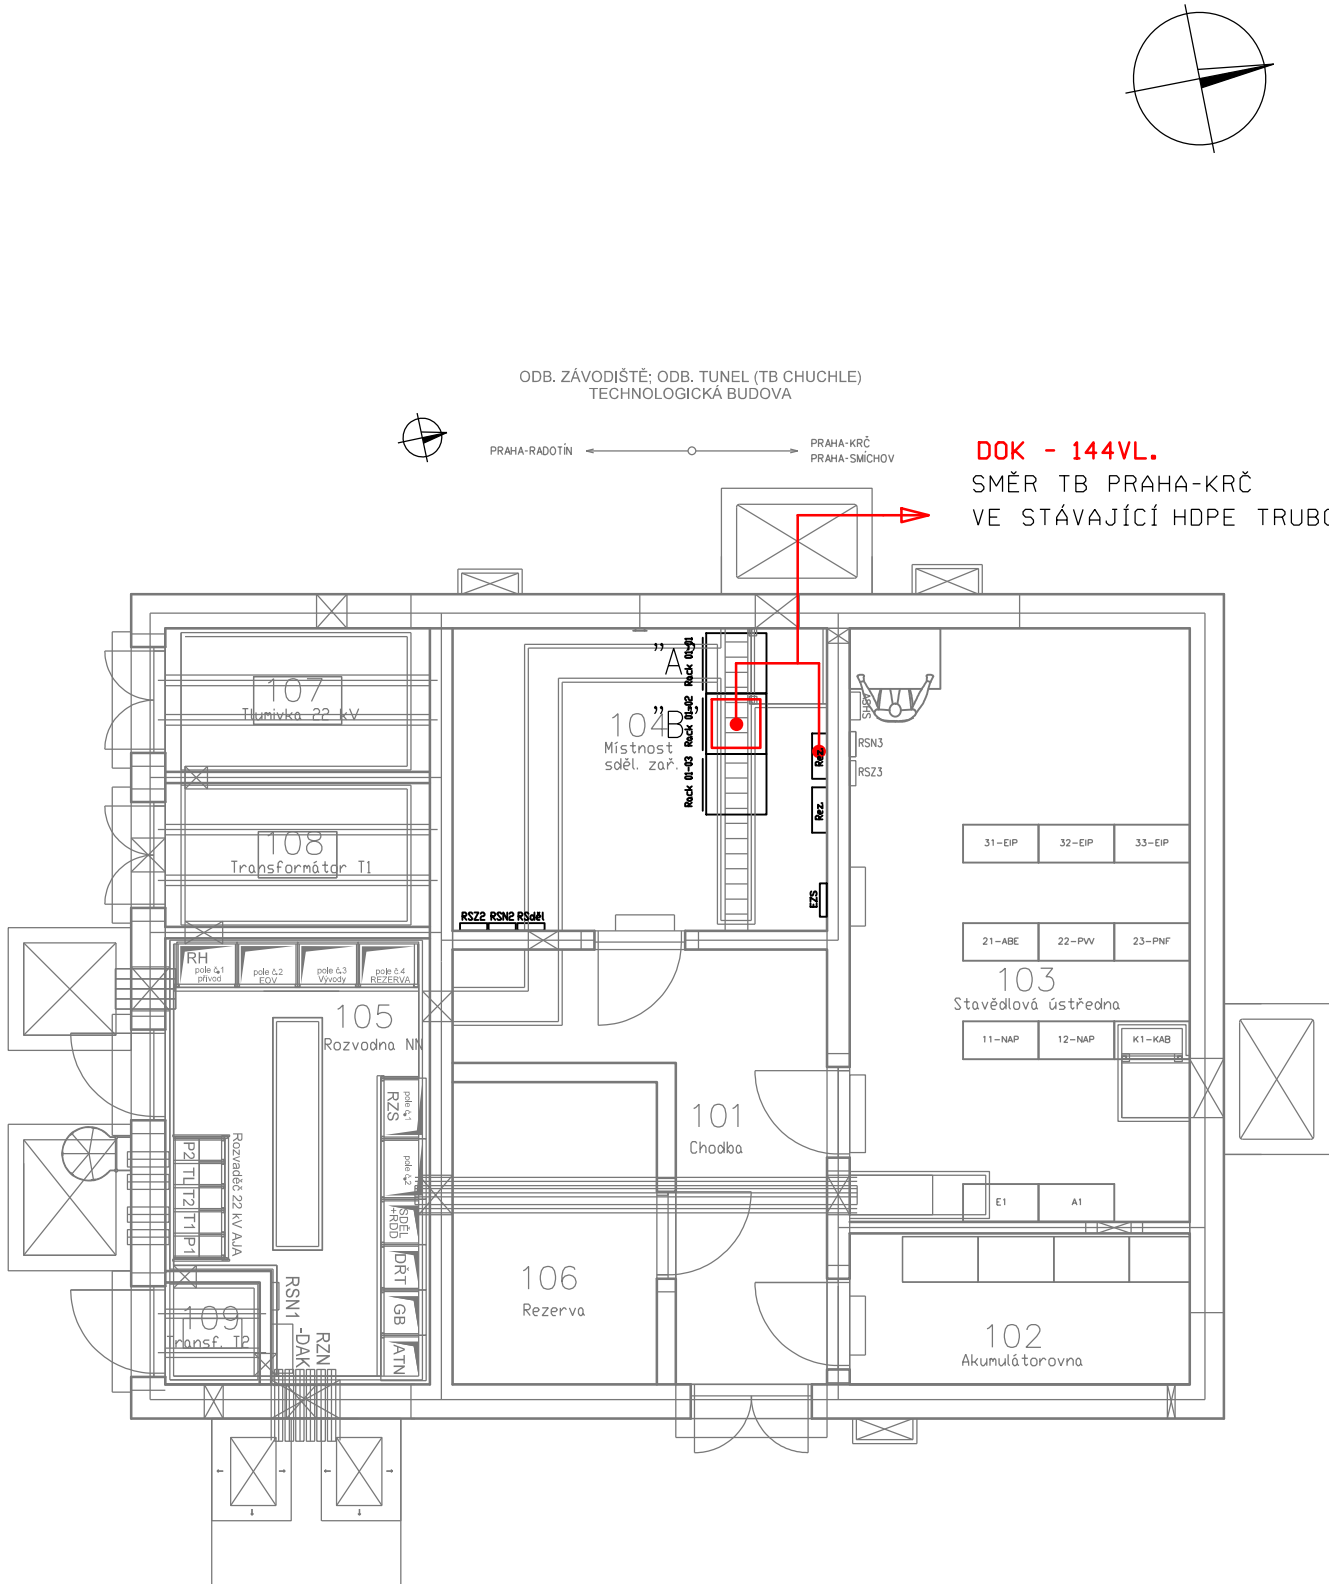 ODB. ZÁVODIŠTĚ; ODB. TUNEL (TB CHUCHLE)
TECHNOLOGICKÁ BUDOVA
PRAHA-RADOTÍN
PRAHA-KRČ
PRAHA-SMÍCHOV
DOK - 144VL.
SMĚR TB PRAHA-KRČ
VE STÁVAJÍCÍ HDPE
107
Tlumivka 22 kV
108
Transformátor T1
104
Místnost
sděl. zař.
"A"
"B"
Rack 01-01
Rack 01-02
Rack 01-03
Rez.
Rez.
EZS
RSZ2 RSN2 RSděl
ASHS
RSN3
RSZ3
31-EIP
32-EIP
33-EIP
21-ABE
22-PVV
23-PNF
103
Stavědlová ústředna
11-NAP
12-NAP
K1-KAB
E1
A1
RH
pole č.1
přívod
pole č.2
EOV
pole č.3
Vývody
pole č.4
REZERVA
105
Rozvodna NN
pole č.1
RZS
pole č.2
SDĚL
+RDD
DŘT
GB
ATN
Rozvaděč 22 kV AJA
P2
TL
T2
T1
P1
101
Chodba
106
Rezerva
109
Transf. T2
RSN1
-DAK
RZN
102
Akumulátorovna